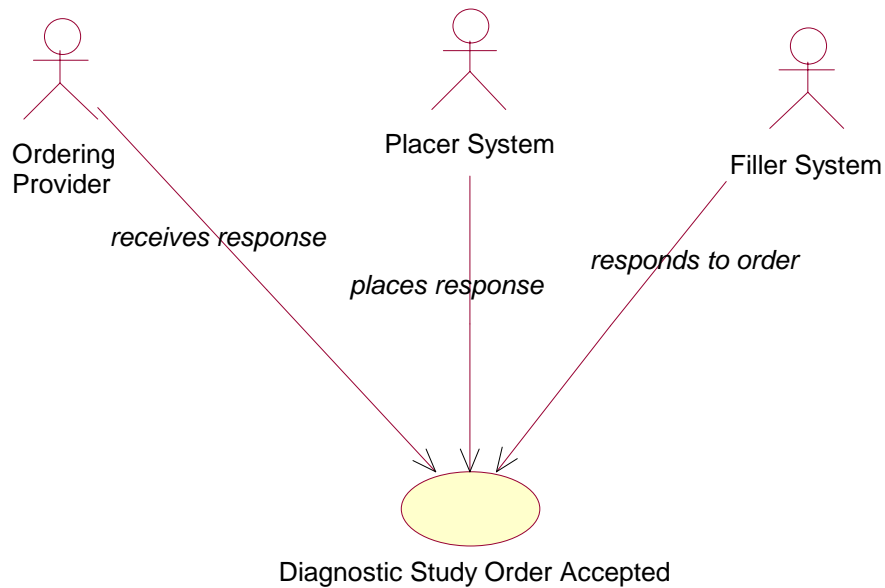 Ordering
Provider
Placer System
Filler System
receives response
places response
responds to order
Diagnostic Study Order Accepted